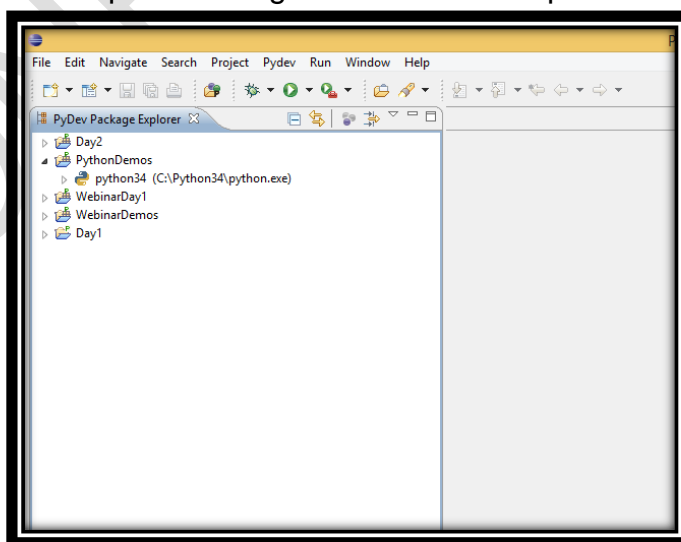 File Edit Navigate Search Project Pydev Run Window Help
PyDev Package Explorer
Day2
PythonDemos
python34 (C:\Python34\python.exe)
WebinarDay1
WebinarDemos
Day1